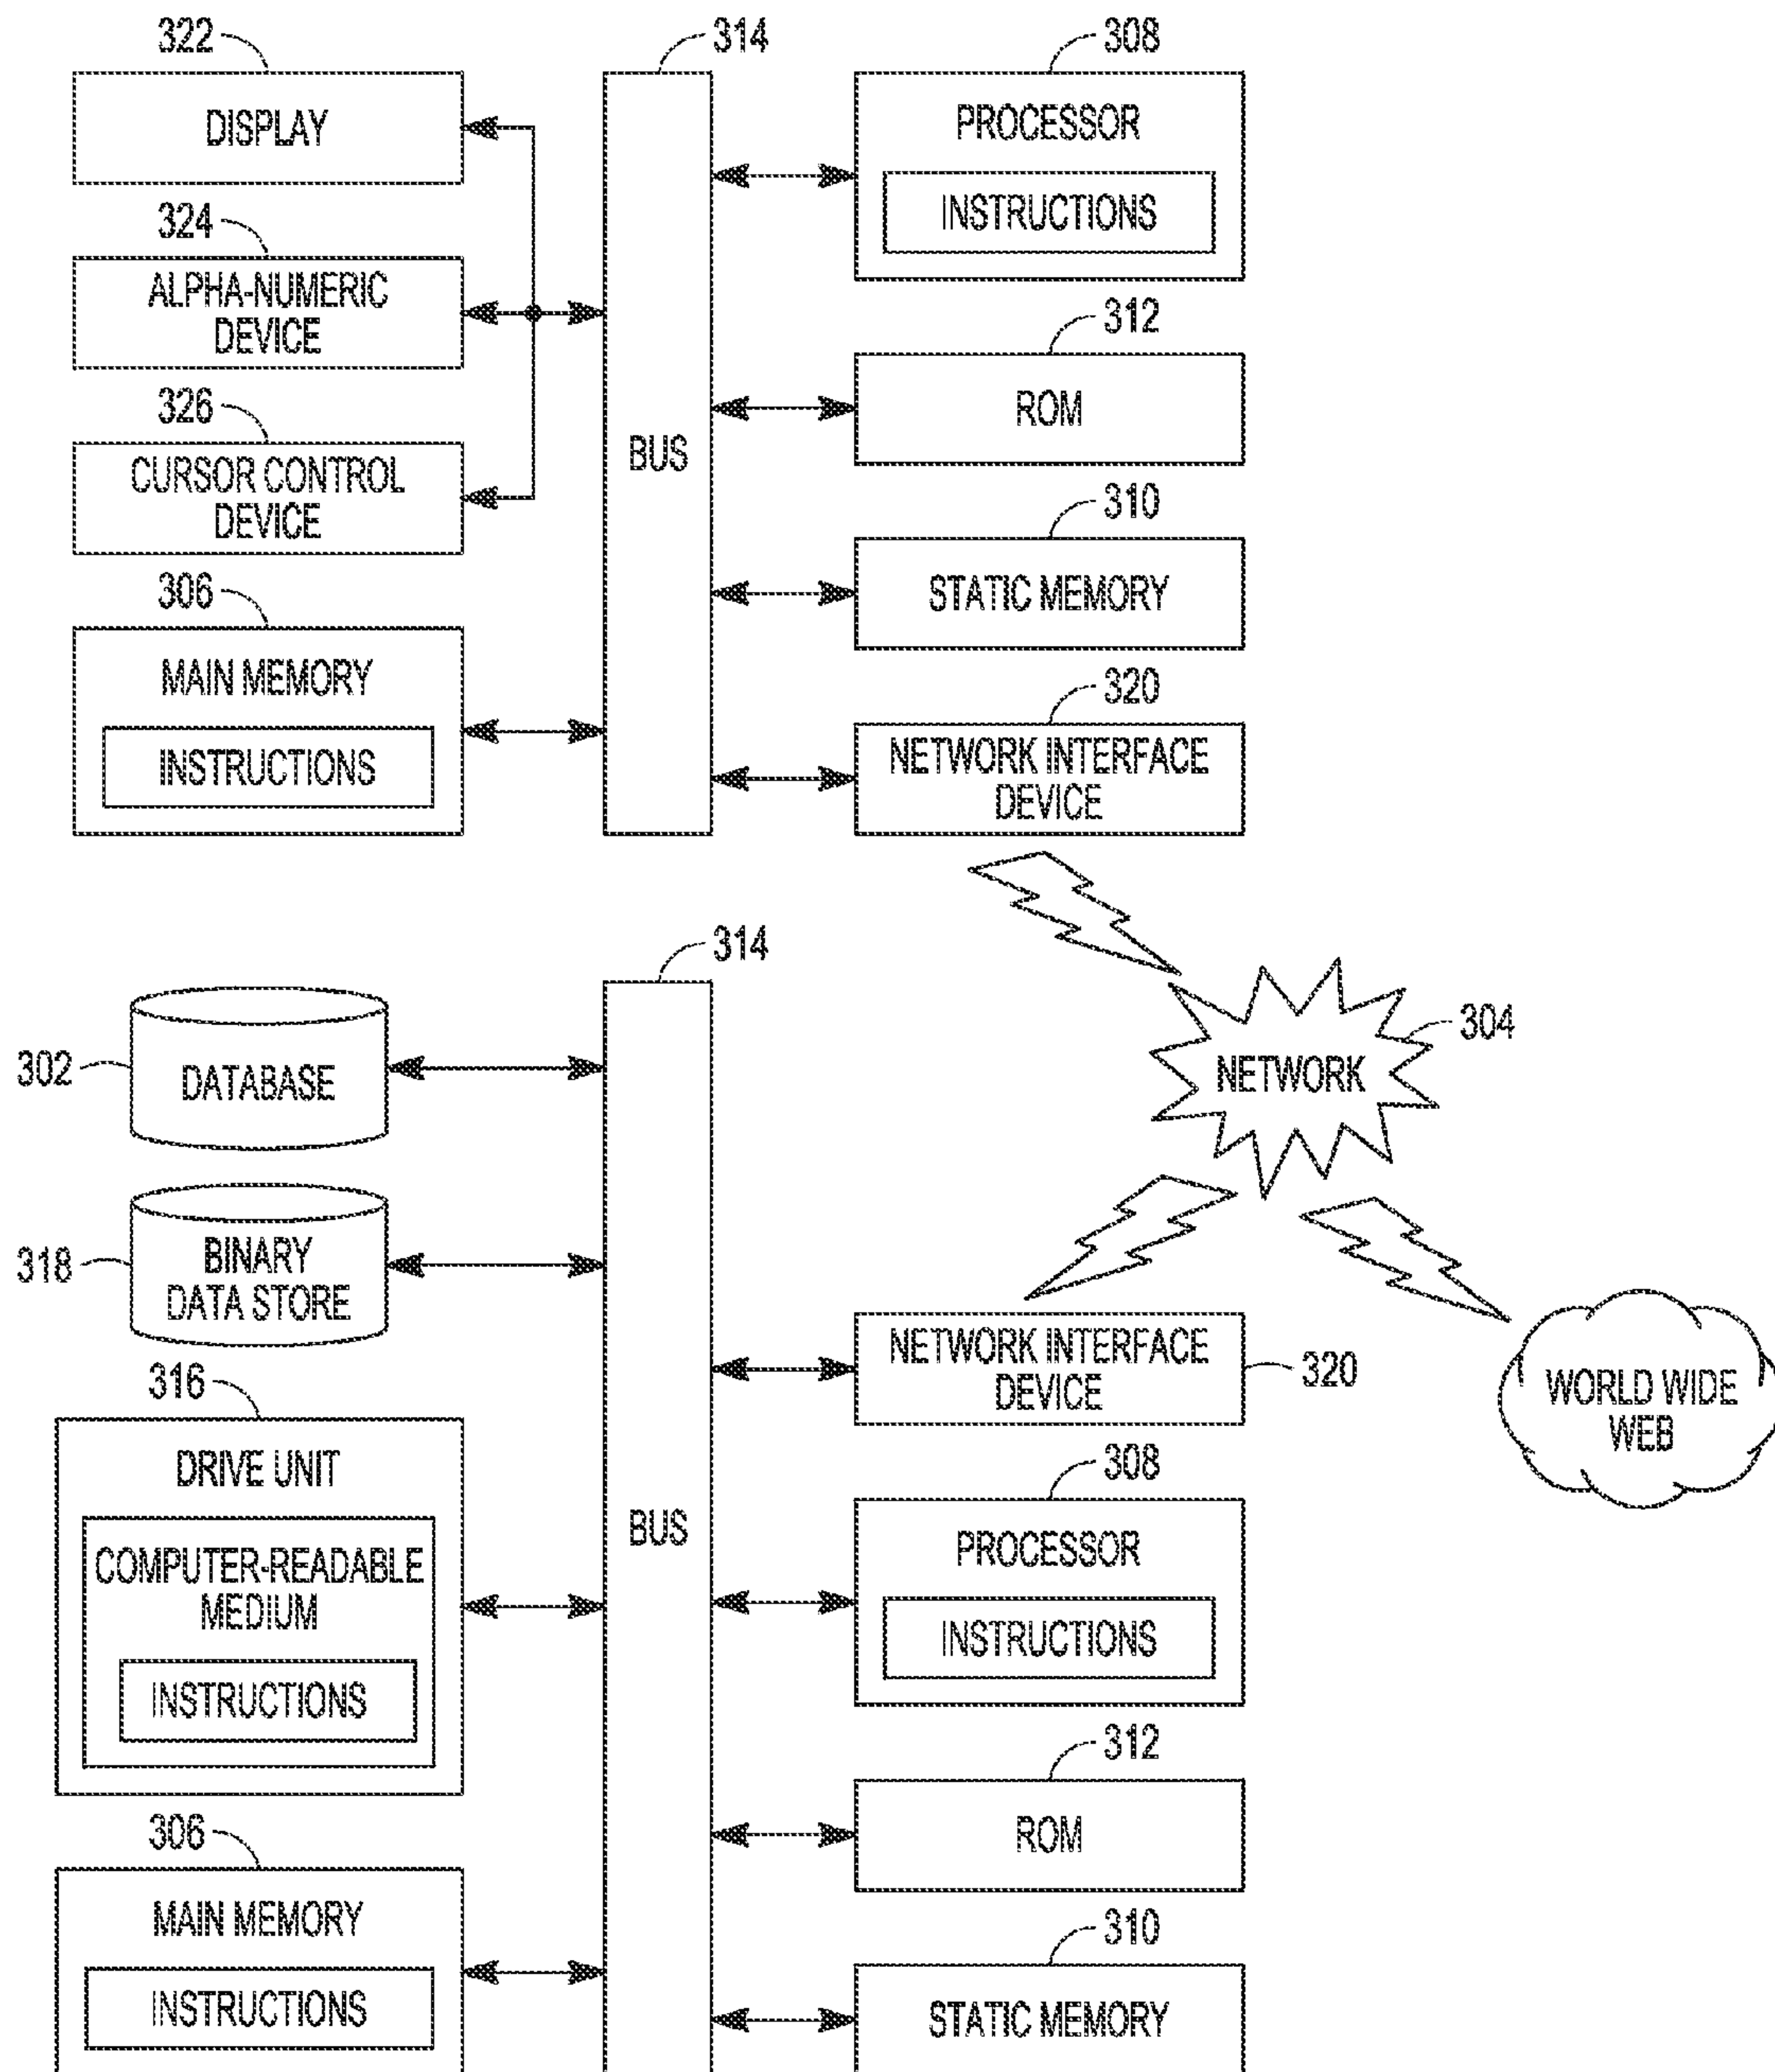 322
DISPLAY
324
ALPHA-NUMERIC
DEVICE
326
CURSOR CONTROL
DEVICE
306
MAIN MEMORY
INSTRUCTIONS
314
BUS
308
PROCESSOR
INSTRUCTIONS
312
ROM
310
STATIC MEMORY
320
NETWORK INTERFACE
DEVICE
304
NETWORK
WORLD WIDE
WEB
302
DATABASE
318
BINARY
DATA STORE
316
DRIVE UNIT
COMPUTER-READABLE
MEDIUM
INSTRUCTIONS
306
MAIN MEMORY
INSTRUCTIONS
314
BUS
NETWORK INTERFACE
DEVICE
320
308
PROCESSOR
INSTRUCTIONS
312
ROM
310
STATIC MEMORY